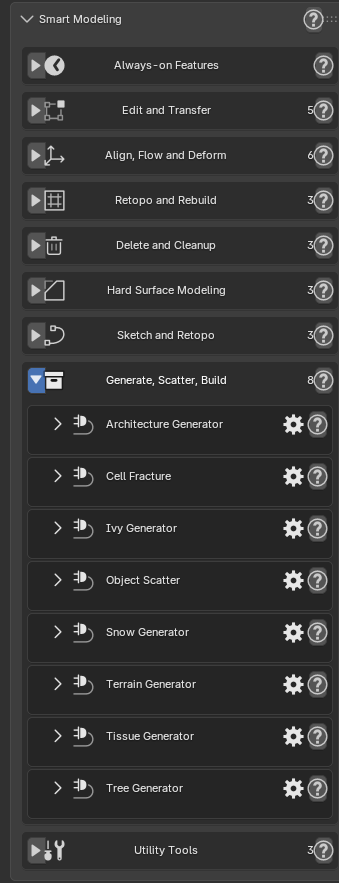 Smart Modeling ?
Always-on Features ?
Edit and Transfer 5 ?
Align, Flow and Deform 6 ?
Retopo and Rebuild 3 ?
Delete and Cleanup 3 ?
Hard Surface Modeling 3 ?
Sketch and Retopo 3 ?
Generate, Scatter, Build 8 ?
Architecture Generator ?
Cell Fracture ?
Ivy Generator ?
Object Scatter ?
Snow Generator ?
Terrain Generator ?
Tissue Generator ?
Tree Generator ?
Utility Tools 3 ?